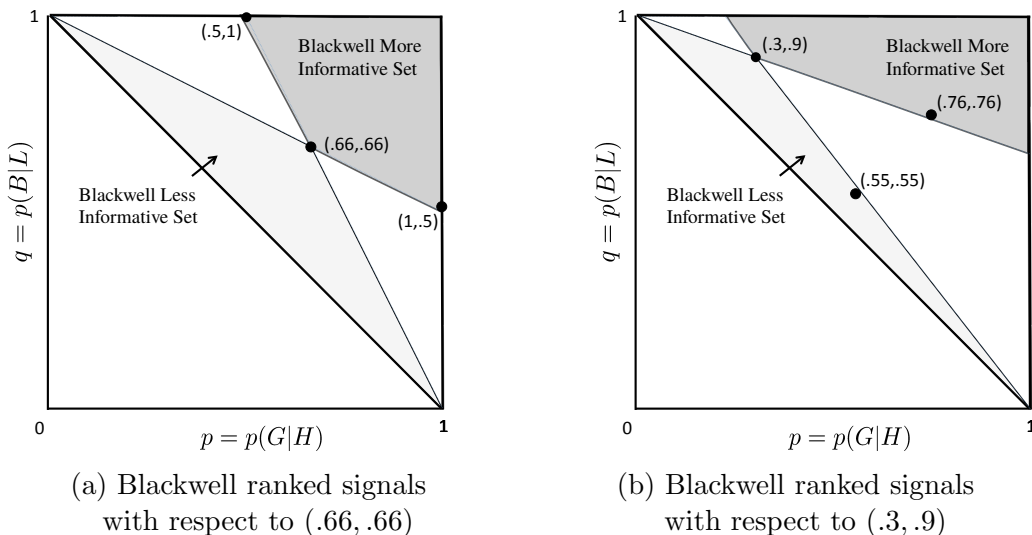 1
(.5,1)
Blackwell More
Informative Set
(.66,.66)
Blackwell Less
Informative Set
(1,.5)
q = p(B|L)
0
p = p(G|H)
1
(a) Blackwell ranked signals
with respect to (.66, .66)
1
(.3,.9)
Blackwell More
Informative Set
(.76,.76)
(.55,.55)
Blackwell Less
Informative Set
q = p(B|L)
0
p = p(G|H)
1
(b) Blackwell ranked signals
with respect to (.3, .9)